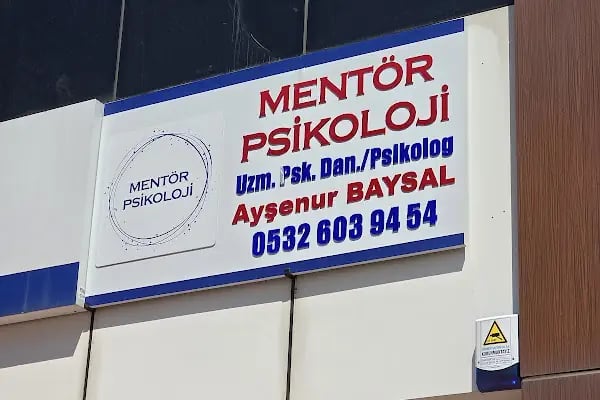 MENTÖR
PSİKOLOJİ
MENTÖR
PSİKOLOJİ
Uzm. Psk. Dan./Psikolog
Ayşenur BAYSAL
0532 603 94 54